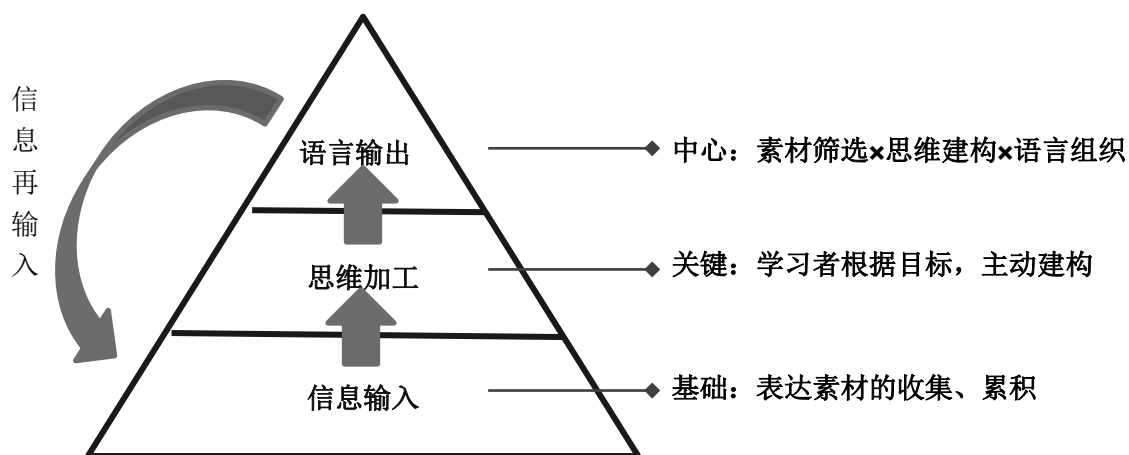 信息再输入
语言输出
中心：素材筛选×思维建构×语言组织
思维加工
关键：学习者根据目标，主动建构
信息输入
基础：表达素材的收集、累积